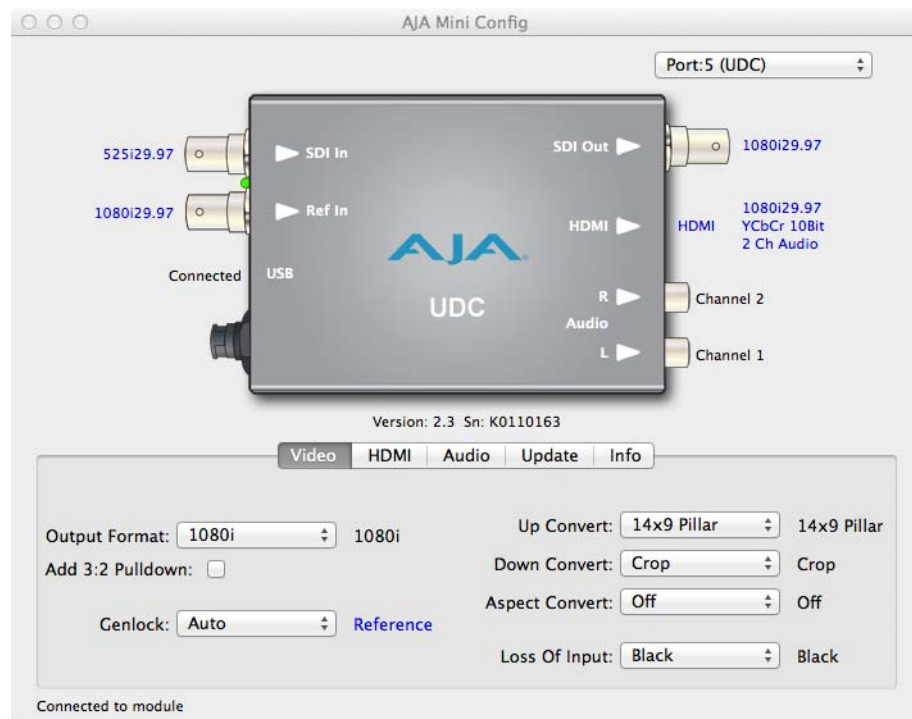 AJA Mini Config
Port:5 (UDC)
525i29.97
SDI In
SDI Out
1080i29.97
1080i29.97
Ref In
HDMI
HDMI
1080i29.97
YCbCr 10Bit
2 Ch Audio
Connected
USB
AJA
UDC
R
Channel 2
Audio
L
Channel 1
Version: 2.3 Sn: K0110163
Video HDMI Audio Update Info
Output Format: 1080i 1080i
Up Convert: 14x9 Pillar 14x9 Pillar
Add 3:2 Pulldown:
Down Convert: Crop Crop
Aspect Convert: Off Off
Genlock: Auto Reference
Loss Of Input: Black Black
Connected to module